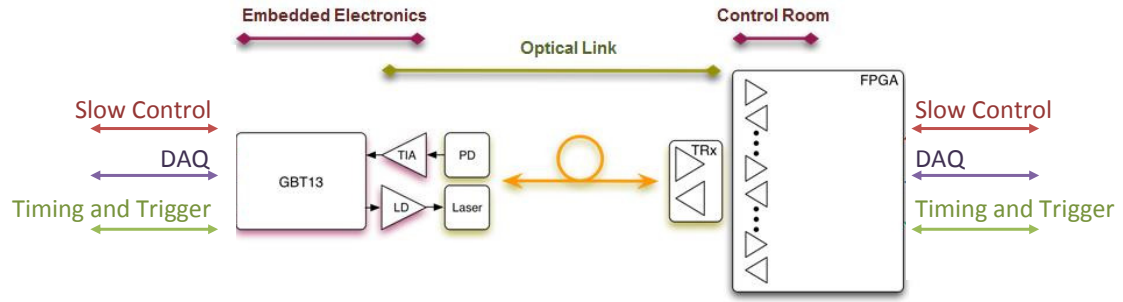 Embedded Electronics
Control Room
Optical Link
FPGA
Slow Control
Slow Control
TIA
PD
TRx
DAQ
DAQ
GBT13
LD
Laser
Timing and Trigger
Timing and Trigger